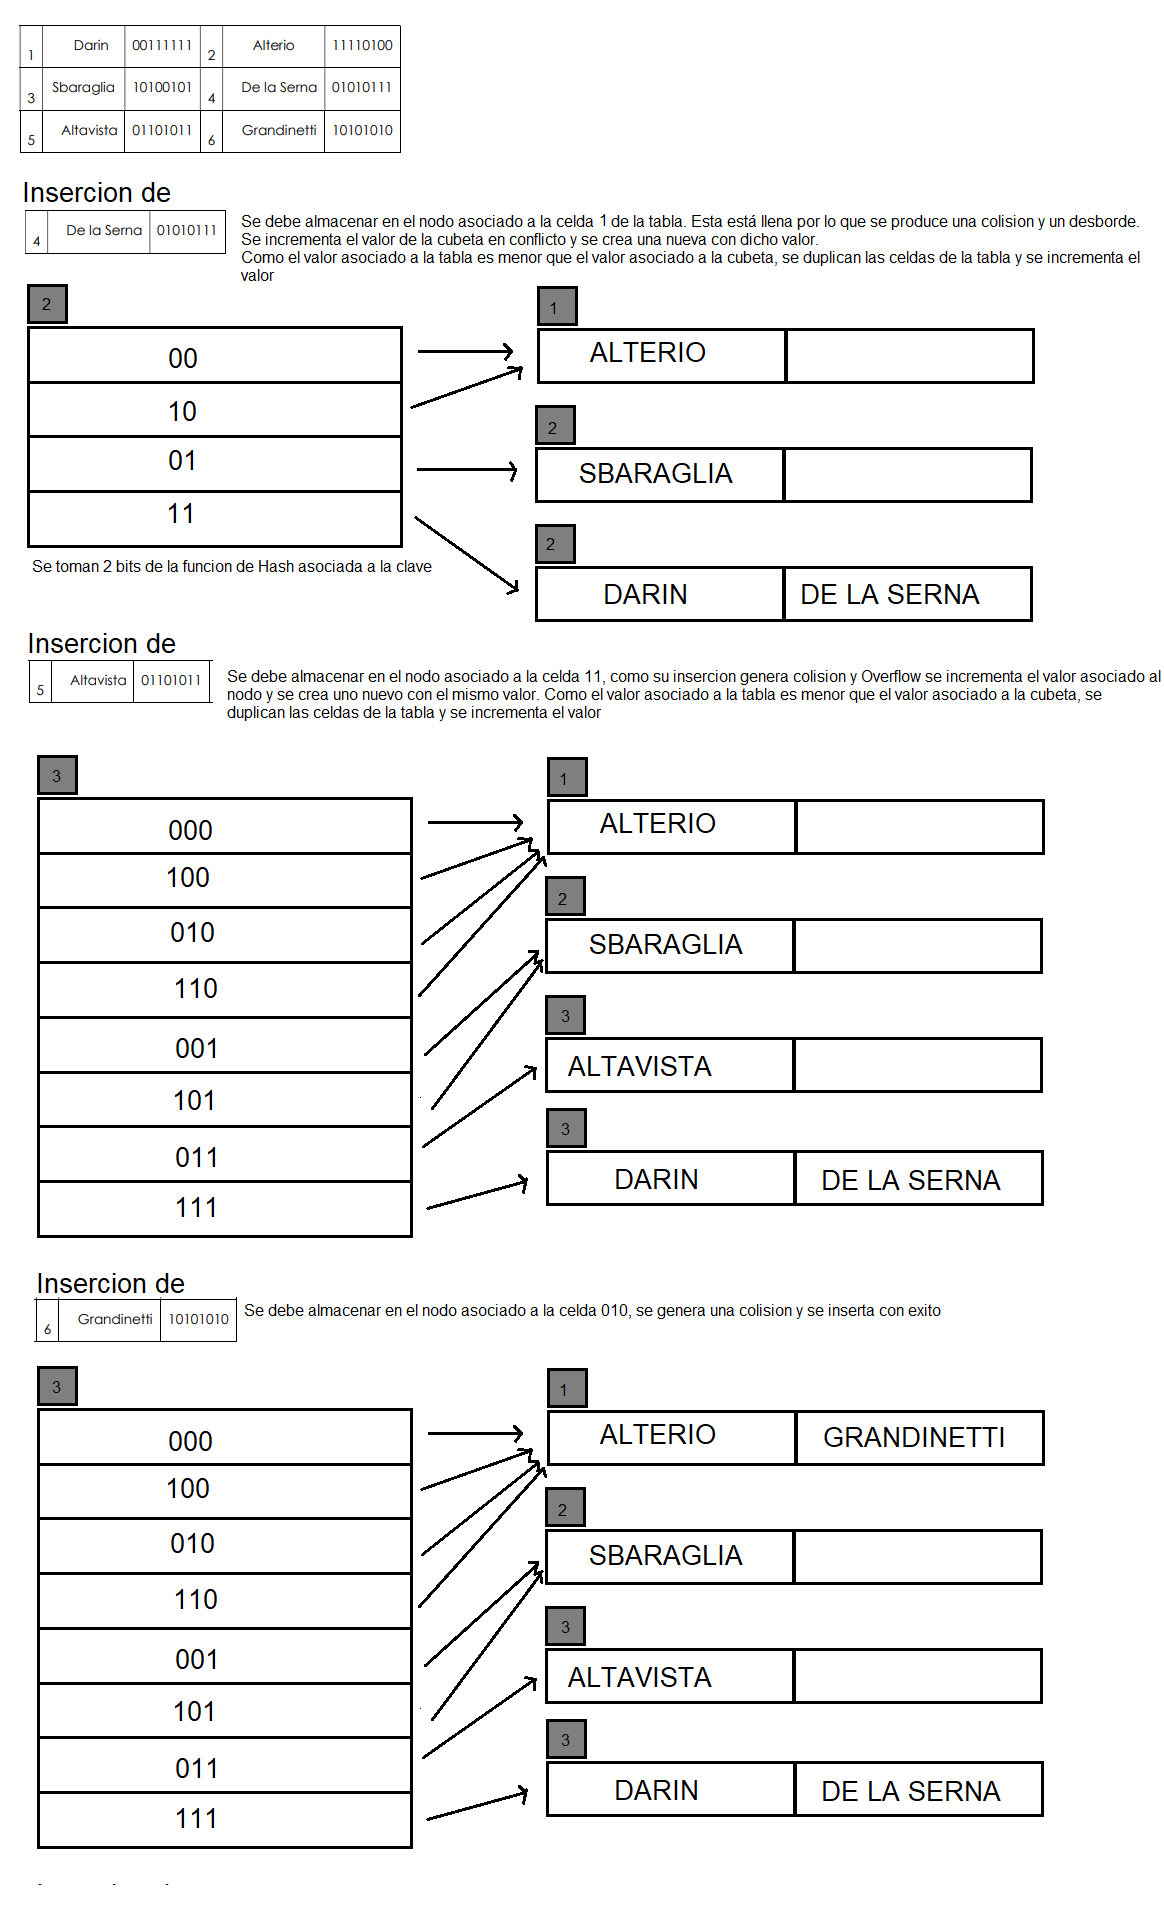 1 Darin 00111111 2 Alterio 11110100
3 Sbaraglia 10100101 4 De la Serna 01010111
5 Altavista 01101011 6 Grandinetti 10101010
Insercion de
4 De la Serna 01010111
Se debe almacenar en el nodo asociado a la celda 1 de la tabla. Esta está llena por lo que se produce una colision y un desborde.
Se incrementa el valor de la cubeta en conflicto y se crea una nueva con dicho valor.
Como el valor asociado a la tabla es menor que el valor asociado a la cubeta, se duplican las celdas de la tabla y se incrementa el
valor
2
1
00
ALTERIO
10
2
01
SBARAGLIA
11
2
DARIN DE LA SERNA
Se toman 2 bits de la funcion de Hash asociada a la clave
Insercion de
5 Altavista 01101011
Se debe almacenar en el nodo asociado a la celda 11, como su insercion genera colision y Overflow se incrementa el valor asociado al
nodo y se crea uno nuevo con el mismo valor. Como el valor asociado a la tabla es menor que el valor asociado a la cubeta, se
duplican las celdas de la tabla y se incrementa el valor
3
1
000
ALTERIO
100
2
010
SBARAGLIA
110
3
001
ALTAVISTA
101
3
011
DARIN DE LA SERNA
111
Insercion de
6 Grandinetti 10101010
Se debe almacenar en el nodo asociado a la celda 010, se genera una colision y se inserta con exito
3
1
000
ALTERIO GRANDINETTI
100
2
010
SBARAGLIA
110
3
001
ALTAVISTA
101
3
011
DARIN DE LA SERNA
111